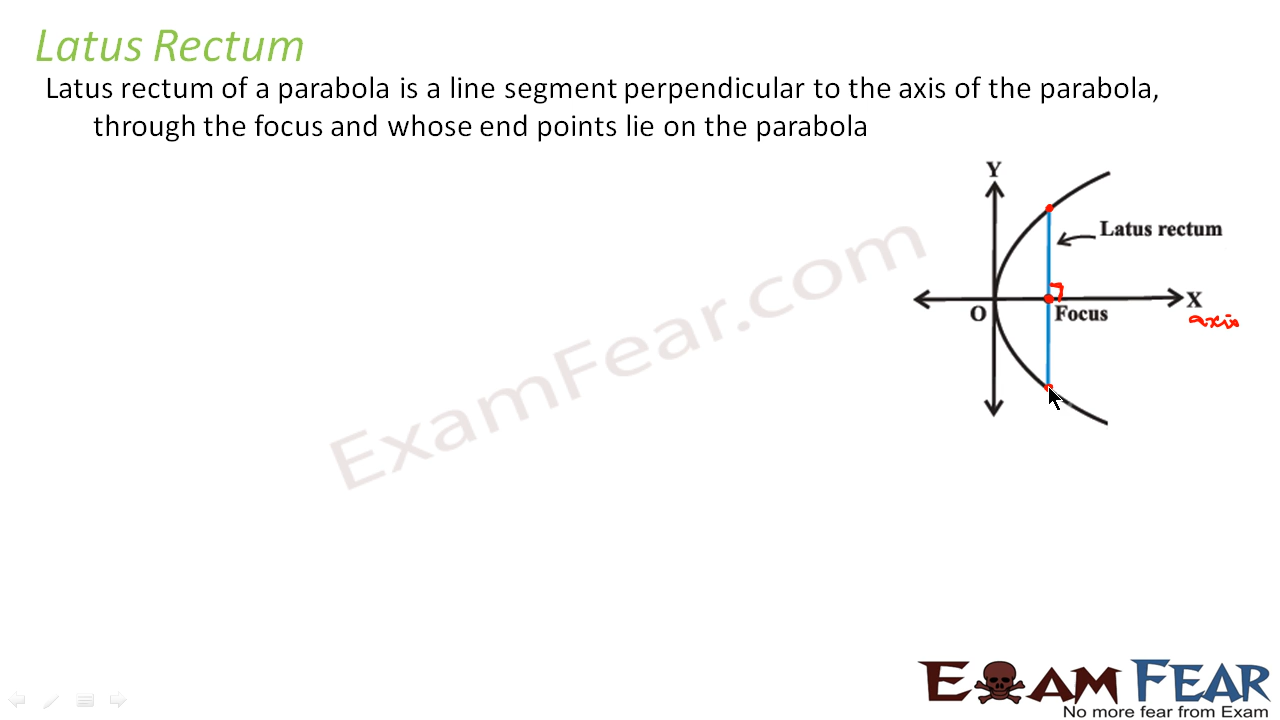 Latus Rectum
Latus rectum of a parabola is a line segment perpendicular to the axis of the parabola,
through the focus and whose end points lie on the parabola
Y
Latus rectum
X
O
Focus
axis
ExamFear.com
EXAM FEAR
No more fear from Exam